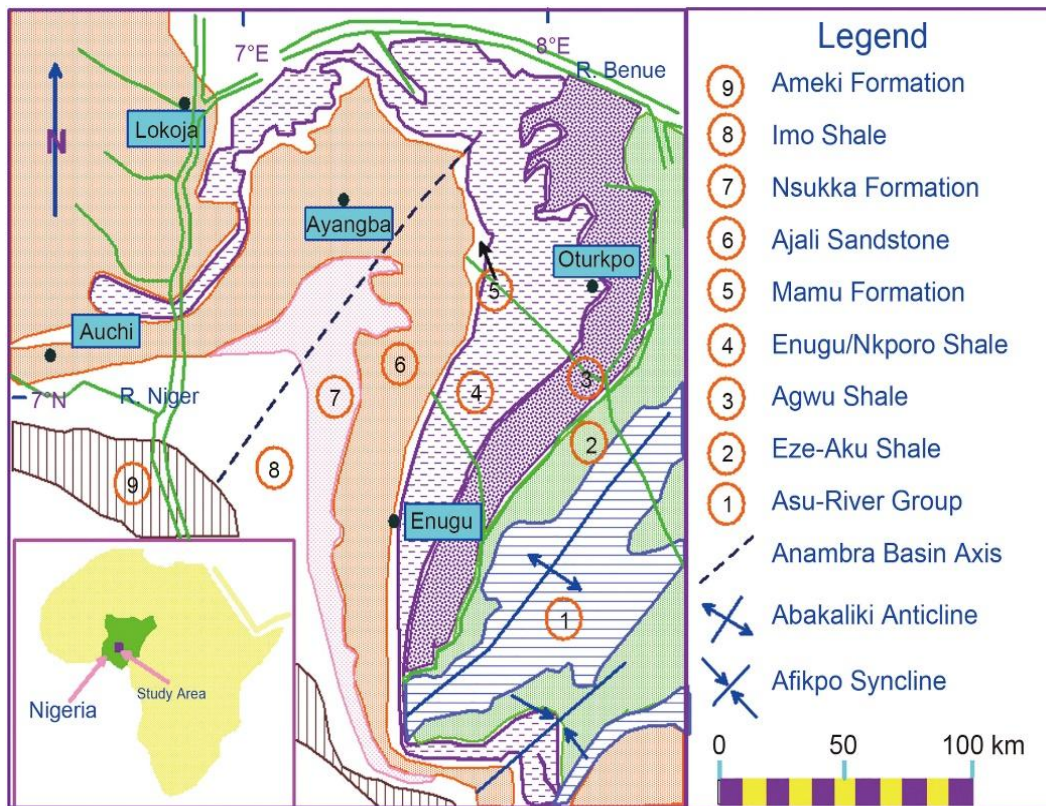 7°E
8°E
R. Benue
Lokoja
N
Ayangba
Oturkpo
5
Auchi
6
7°N
R. Niger
7
4
3
2
8
9
Enugu
1
Nigeria
Study Area
Legend
9 Ameki Formation
8 Imo Shale
7 Nsukka Formation
6 Ajali Sandstone
5 Mamu Formation
4 Enugu/Nkporo Shale
3 Agwu Shale
2 Eze-Aku Shale
1 Asu-River Group
Anambra Basin Axis
Abakaliki Anticline
Afikpo Syncline
0 50 100 km